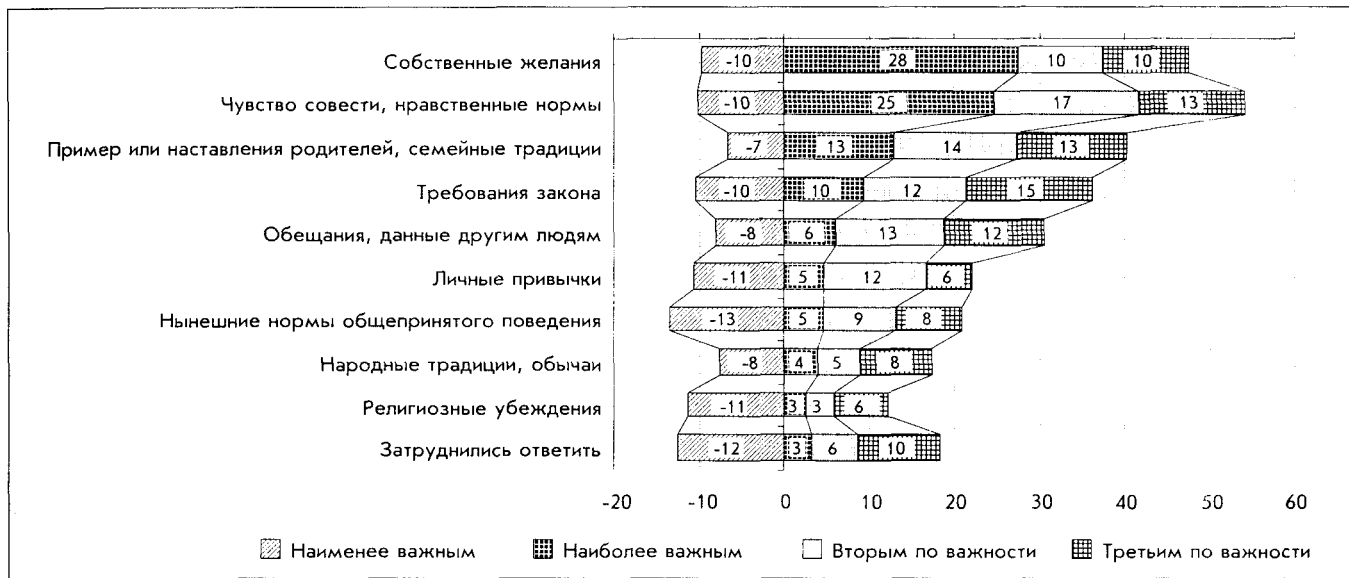 Собственные желания -10 28 10 10
Чувство совести, нравственные нормы -10 25 17 13
Пример или наставления родителей, семейные традиции -7 13 14 13
Требования закона -10 10 12 15
Обещания, данные другим людям -8 6 13 12
Личные привычки -11 5 12 6
Нынешние нормы общепринятого поведения -13 5 9 8
Народные традиции, обычаи -8 4 5 8
Религиозные убеждения -11 3 3 6
Затруднились ответить -12 3 6 10
-20 -10 0 10 20 30 40 50 60
Наименее важным Наиболее важным Вторым по важности Третьим по важности